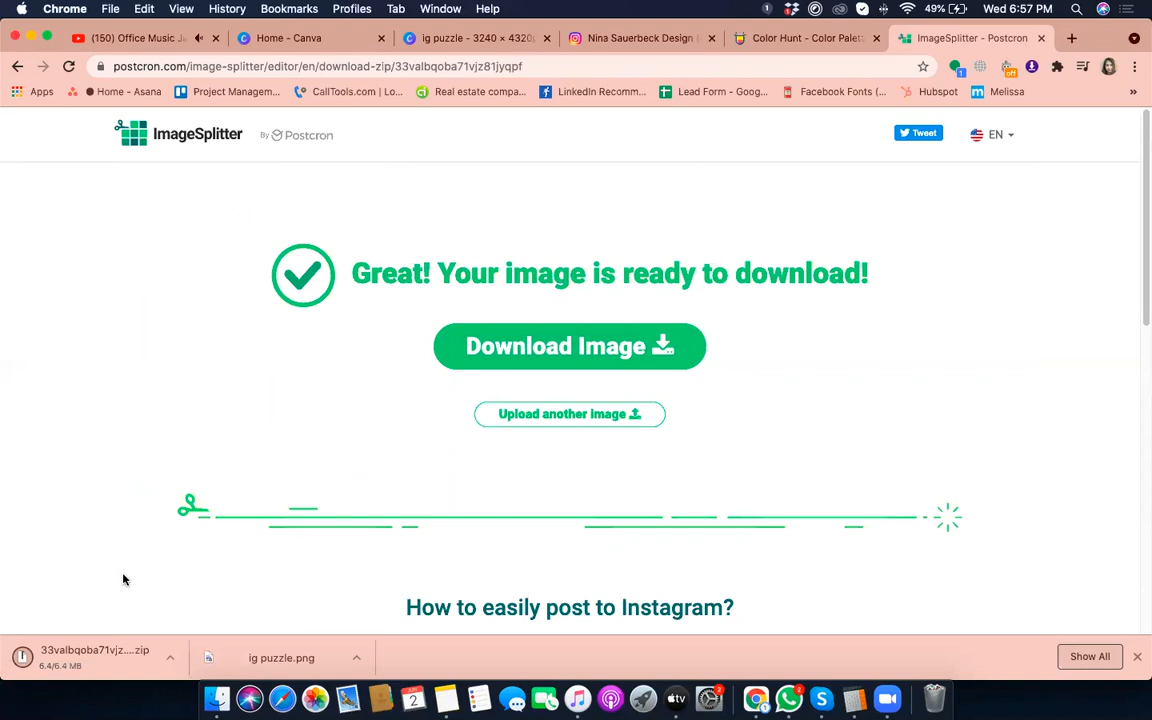 Chrome File Edit View History Bookmarks Profiles Tab Window Help 49% Wed 6:57 PM
(150) Office Music Ja Home - Canva ig puzzle - 3240 × 4320p Nina Sauerbeck Design ( Color Hunt - Color Palett ImageSplitter - Postcron
postcron.com/image-splitter/editor/en/download-zip/33valbqoba71vjz81jyqpf
Apps Home - Asana Project Managem... CallTools.com | Lo... Real estate compa... LinkedIn Recomm... Lead Form - Goog... Facebook Fonts (... Hubspot Melissa
ImageSplitter By Postcron Tweet EN
Great! Your image is ready to download!
Download Image
Upload another image
How to easily post to Instagram?
33valbqoba71vjz....zip
6.4/6.4 MB
ig puzzle.png
Show All